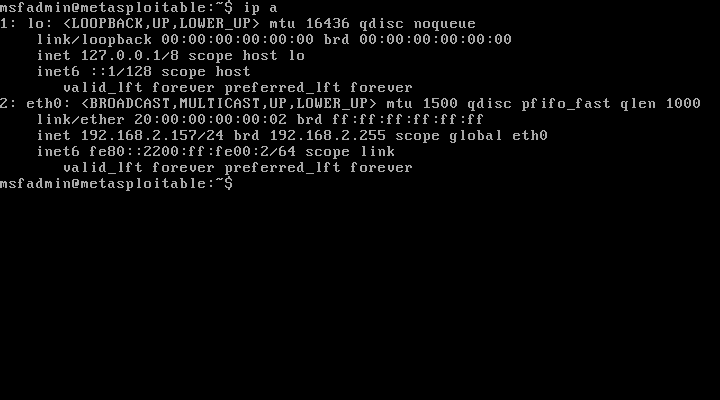 msfadmin@metasploitable:~$ ip a
1: lo: <LOOPBACK,UP,LOWER_UP> mtu 16436 qdisc noqueue
    link/loopback 00:00:00:00:00:00 brd 00:00:00:00:00:00
    inet 127.0.0.1/8 scope host lo
    inet6 ::1/128 scope host
       valid_lft forever preferred_lft forever
2: eth0: <BROADCAST,MULTICAST,UP,LOWER_UP> mtu 1500 qdisc pfifo_fast qlen 1000
    link/ether 20:00:00:00:00:02 brd ff:ff:ff:ff:ff:ff
    inet 192.168.2.157/24 brd 192.168.2.255 scope global eth0
    inet6 fe80::2200:ff:fe00:2/64 scope link
       valid_lft forever preferred_lft forever
msfadmin@metasploitable:~$